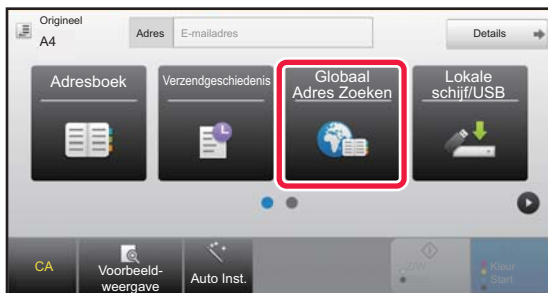 Origineel
A4
Adres
E-mailadres
Details
Adresboek
Verzendgeschiedenis
Globaal
Adres Zoeken
Lokale
schijf/USB
CA
Voorbeeld-
weergave
Auto Inst.
Z/W
Start
Kleur
Start